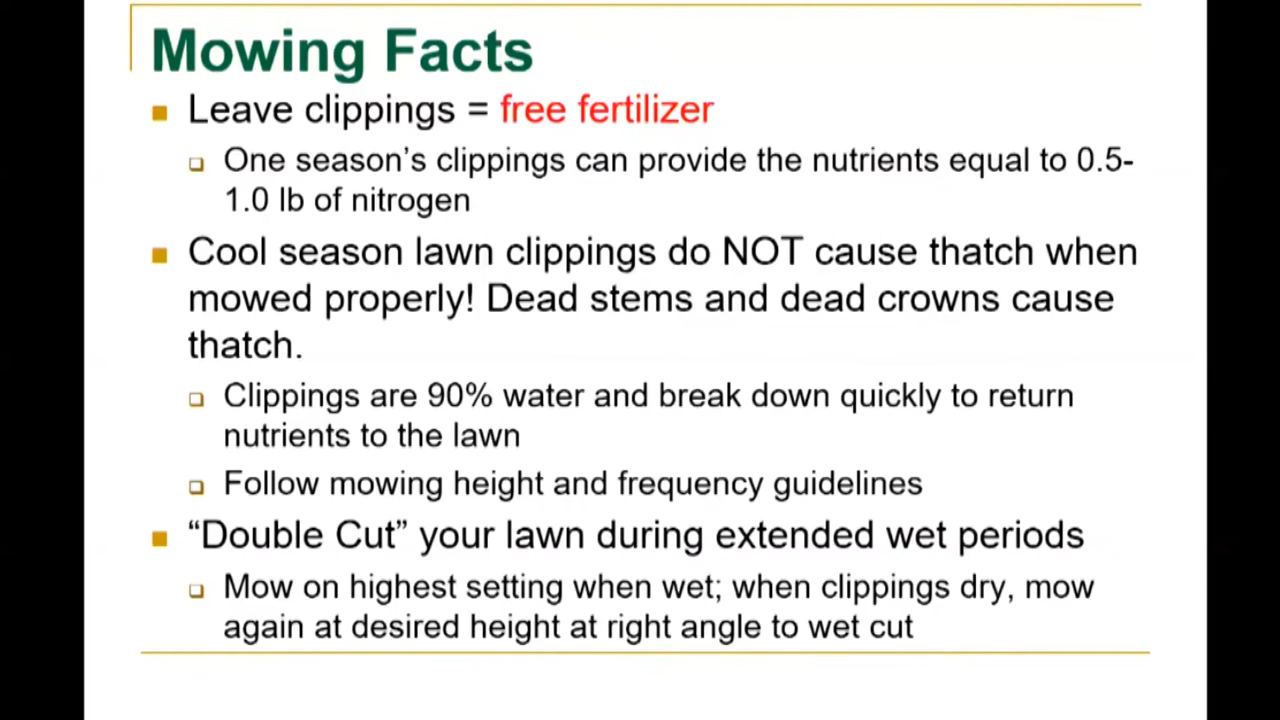 Mowing Facts
Leave clippings = free fertilizer
One season’s clippings can provide the nutrients equal to 0.5-
1.0 lb of nitrogen
Cool season lawn clippings do NOT cause thatch when
mowed properly! Dead stems and dead crowns cause
thatch.
Clippings are 90% water and break down quickly to return
nutrients to the lawn
Follow mowing height and frequency guidelines
“Double Cut” your lawn during extended wet periods
Mow on highest setting when wet; when clippings dry, mow
again at desired height at right angle to wet cut